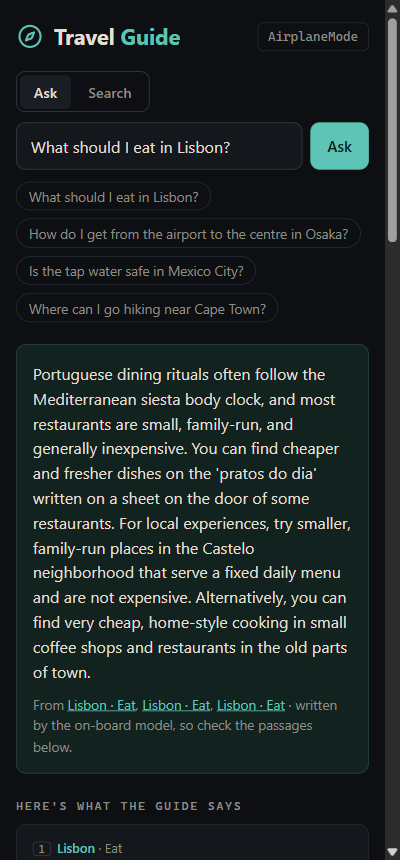 Travel Guide
AirplaneMode
Ask
Search
What should I eat in Lisbon?
Ask
What should I eat in Lisbon?
How do I get from the airport to the centre in Osaka?
Is the tap water safe in Mexico City?
Where can I go hiking near Cape Town?
Portuguese dining rituals often follow the
Mediterranean siesta body clock, and most
restaurants are small, family-run, and
generally inexpensive. You can find cheaper
and fresher dishes on the 'pratos do dia'
written on a sheet on the door of some
restaurants. For local experiences, try smaller,
family-run places in the Castelo
neighborhood that serve a fixed daily menu
and are not expensive. Alternatively, you can
find very cheap, home-style cooking in small
coffee shops and restaurants in the old parts
of town.
From Lisbon · Eat, Lisbon · Eat, Lisbon · Eat · written
by the on-board model, so check the passages
below.
HERE'S WHAT THE GUIDE SAYS
1 Lisbon · Eat